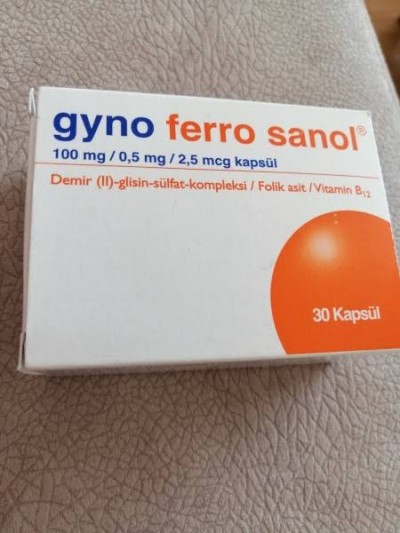 gyno ferro sanol®
100 mg / 0,5 mg / 2,5 mcg kapsül
Demir (II)-glisin-sülfat-kompleksi / Folik asit / Vitamin B₁₂
30 Kapsül